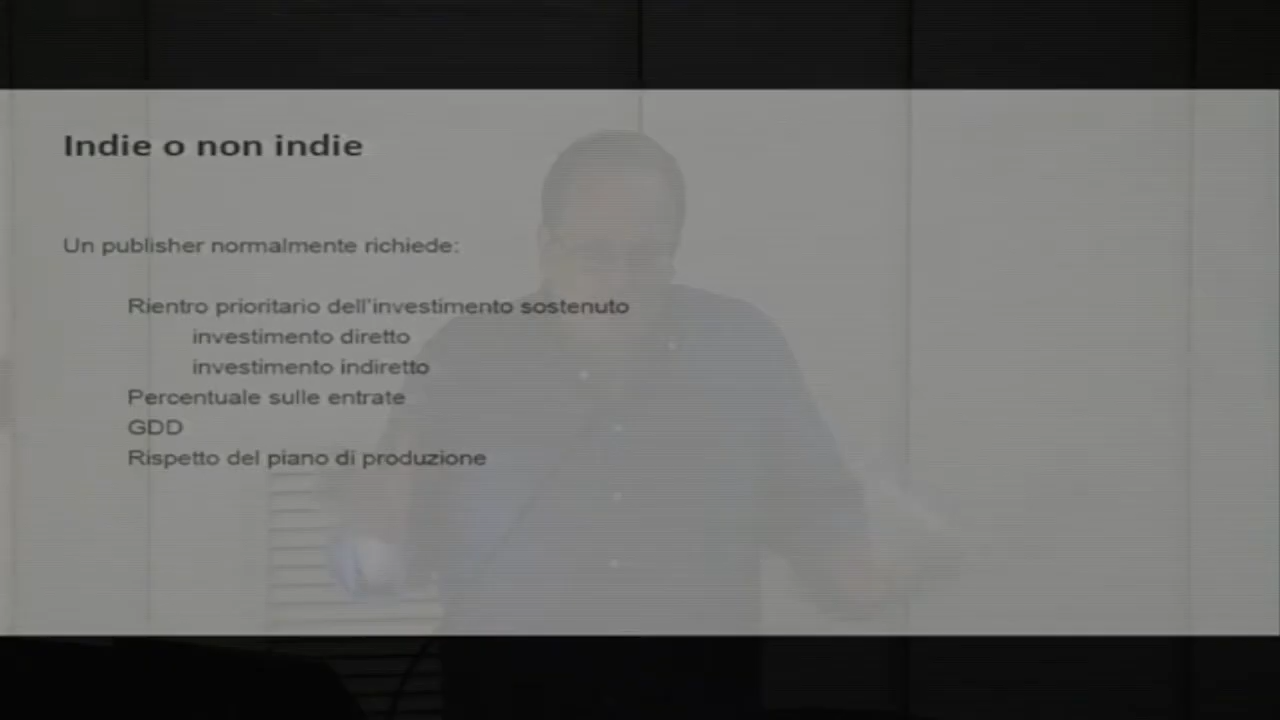 Indie o non indie
Un publisher normalmente richiede:
Rientro prioritario dell'investimento sostenuto
investimento diretto
investimento indiretto
Percentuale sulle entrate
GDD
Rispetto del piano di produzione